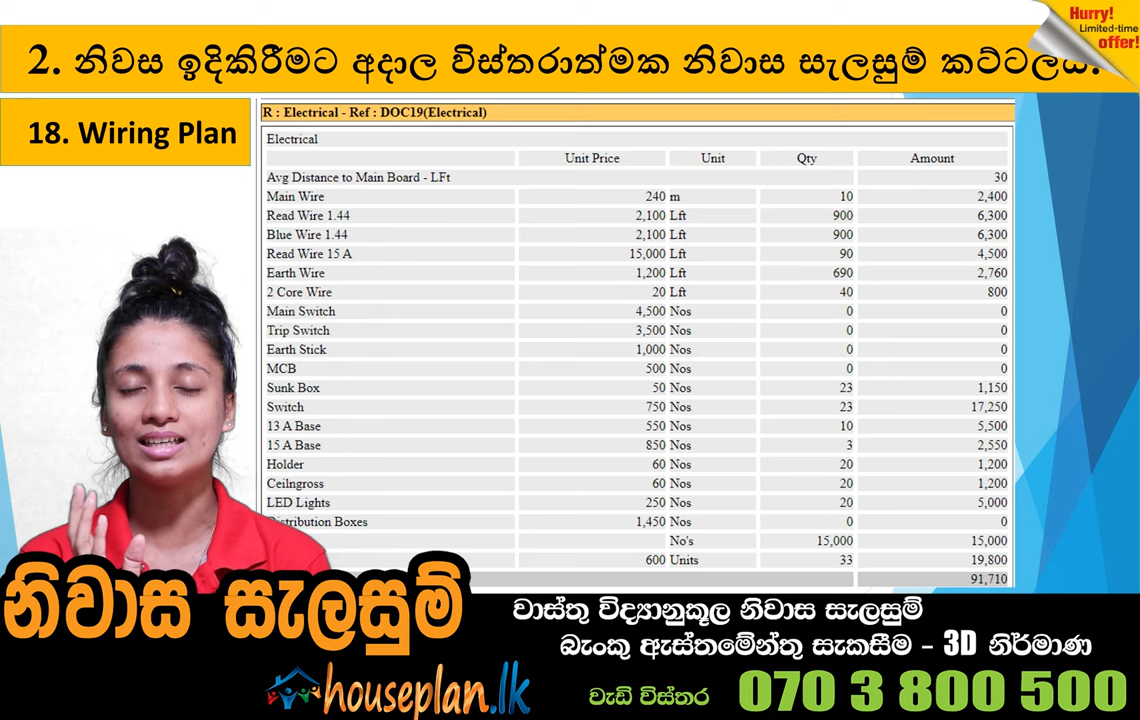 Hurry!
Limited-time
offer!
2. නිවස ඉදිකිරීමට අදාල විස්තරාත්මක නිවාස සැලසුම්
18. Wiring Plan
R : Electrical - Ref : DOC19(Electrical)
Electrical
Unit Price Unit Qty Amount
Avg Distance to Main Board - LFt 30
Main Wire 240 m 10 2,400
Read Wire 1.44 2,100 Lft 900 6,300
Blue Wire 1.44 2,100 Lft 900 6,300
Read Wire 15 A 15,000 Lft 90 4,500
Earth Wire 1,200 Lft 690 2,760
2 Core Wire 20 Lft 40 800
Main Switch 4,500 Nos 0 0
Trip Switch 3,500 Nos 0 0
Earth Stick 1,000 Nos 0 0
MCB 500 Nos 0 0
Sunk Box 50 Nos 23 1,150
Switch 750 Nos 23 17,250
13 A Base 550 Nos 10 5,500
15 A Base 850 Nos 3 2,550
Holder 60 Nos 20 1,200
Ceilngross 60 Nos 20 1,200
LED Lights 250 Nos 20 5,000
Distribution Boxes 1,450 Nos 0 0
No's 15,000 15,000
600 Units 33 19,800
91,710
නිවාස සැලසුම්
වාස්තු විද්‍යානුකූල නිවාස සැලසුම්
බැංකු ඇස්තමේන්තු සැකසීම – 3D නිර්මාණ
houseplan.lk
වැඩි විස්තර 070 3 800 500